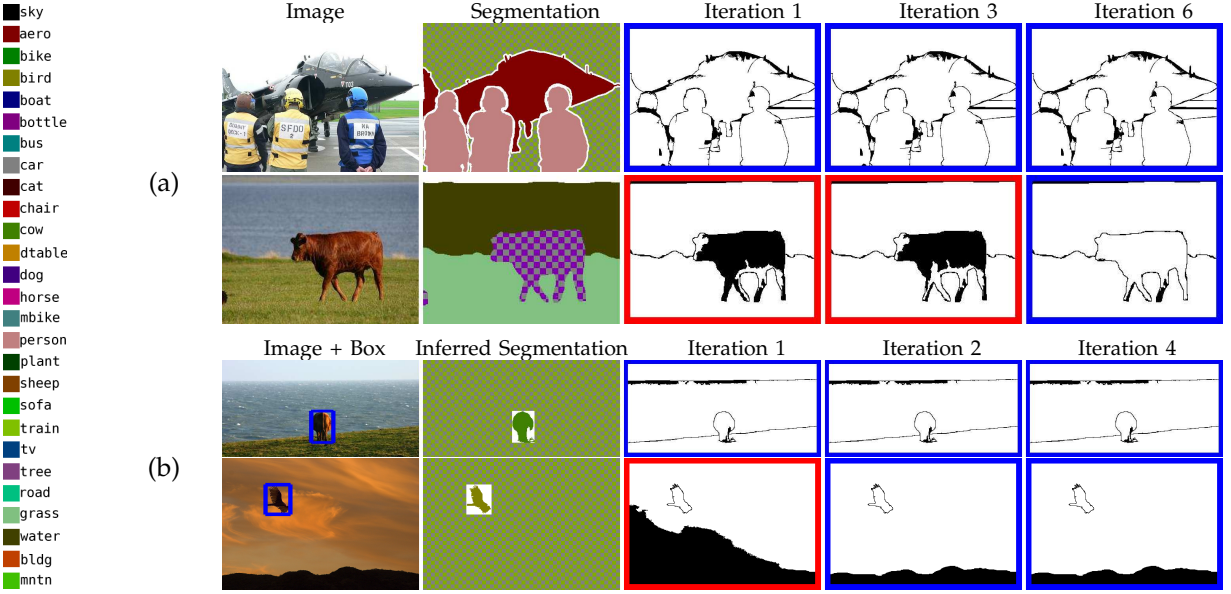 sky
aero
bike
bird
boat
bottle
bus
car
cat
chair
cow
dtable
dog
horse
mbike
person
plant
sheep
sofa
train
tv
tree
road
grass
water
bldg
mntn
Image Segmentation Iteration 1 Iteration 3 Iteration 6
(a)
SFDO
2
Image + Box Inferred Segmentation Iteration 1 Iteration 2 Iteration 4
(b)